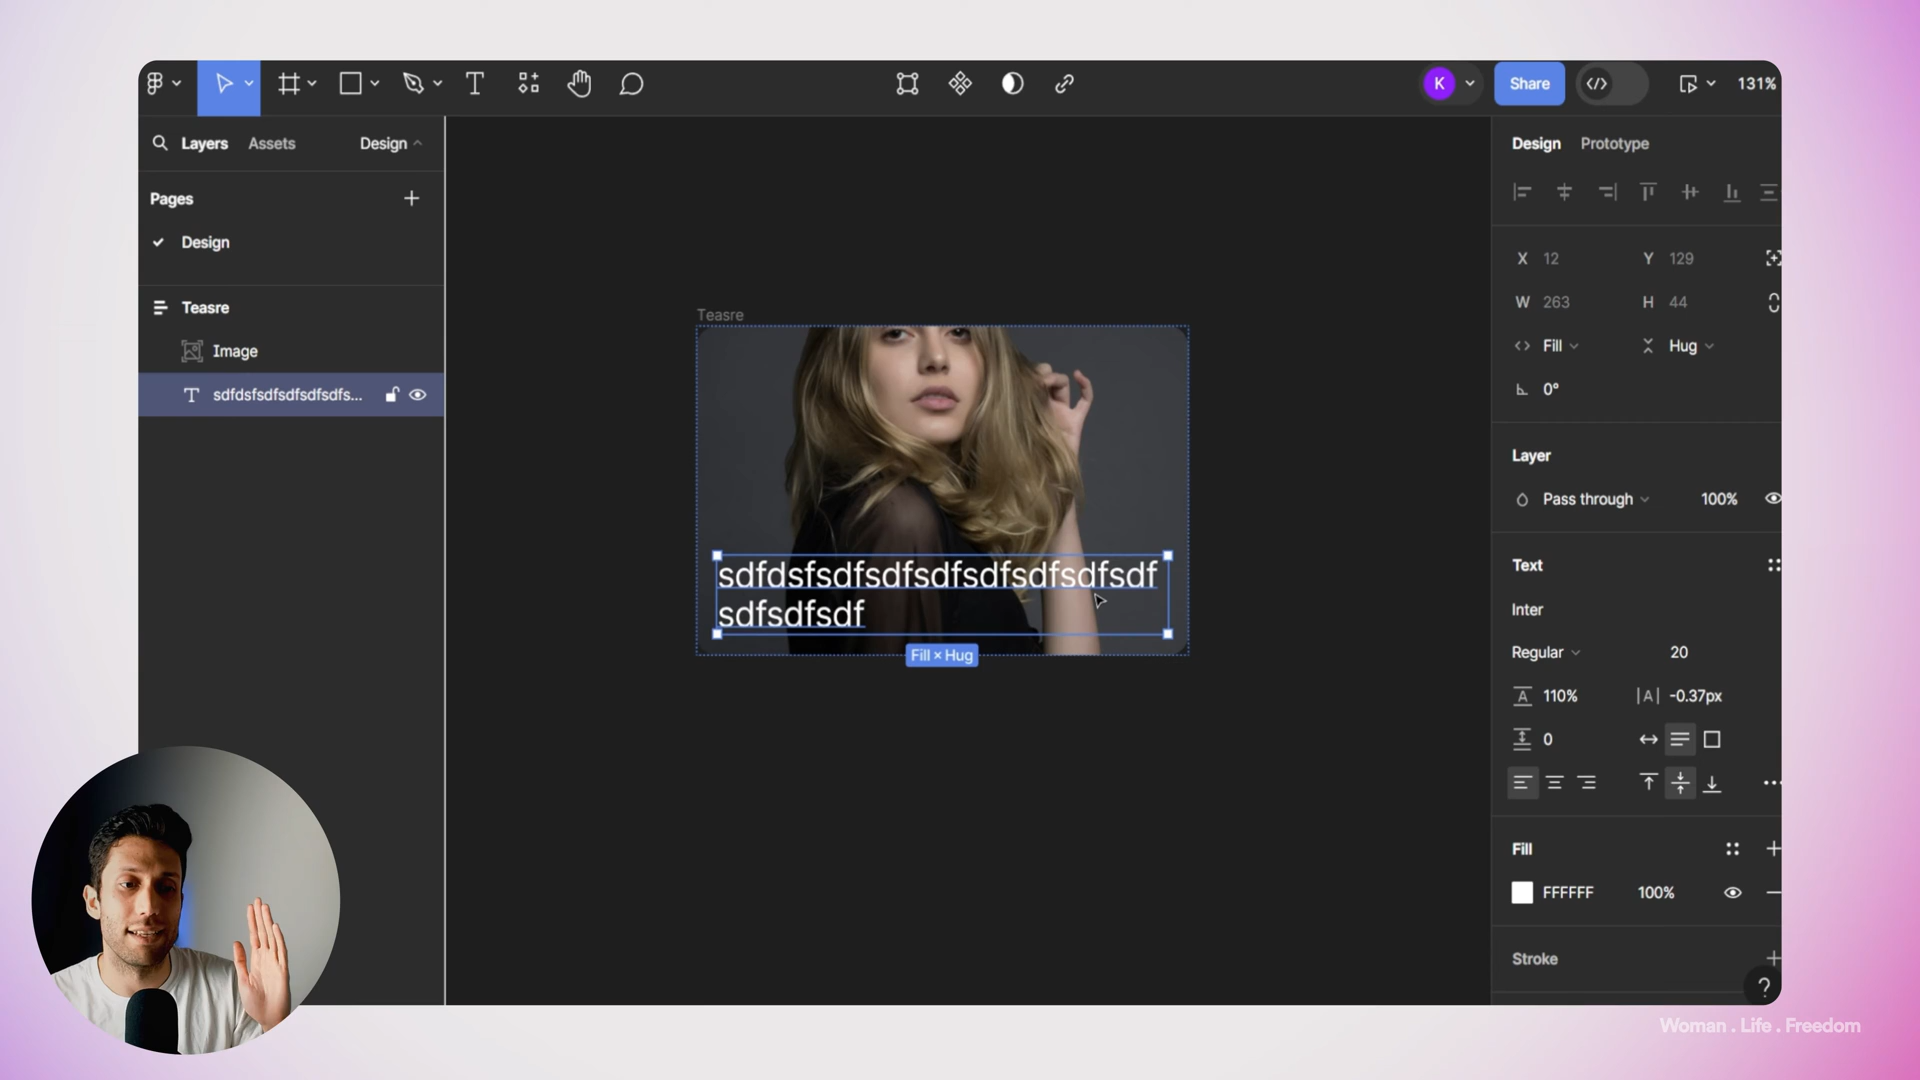 K
Share
131%
Layers
Assets
Design
Design
Prototype
Pages
Design
X 12
Y 129
W 263
H 44
Teasre
Teasre
Fill
Hug
Image
sdfdsfsdfsdfsdfsdfs...
0°
Layer
Pass through
100%
Text
sdfdsfsdfsdfsdfsdfsdfsdfsdf
sdfsdfsdf
Inter
Fill × Hug
Regular
20
110%
-0.37px
0
Fill
FFFFFF
100%
Stroke
?
Woman . Life . Freedom